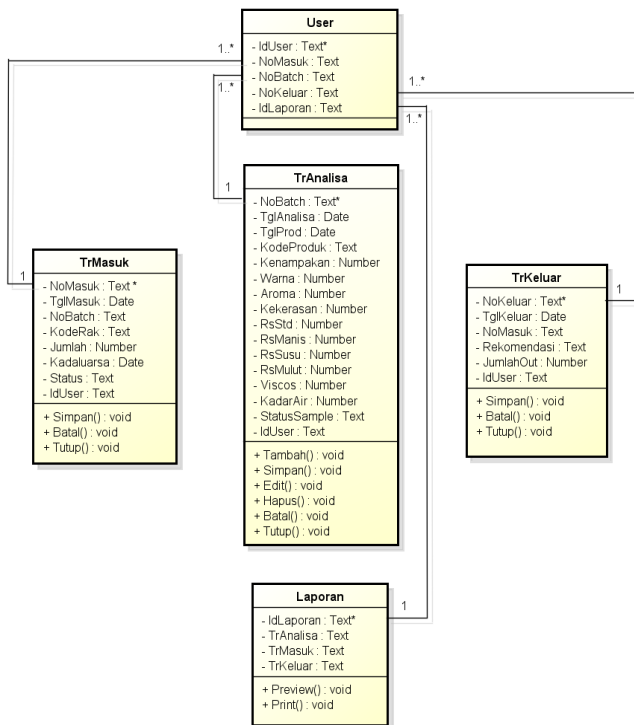 User
- IdUser : Text*
- NoMasuk : Text
- NoBatch : Text
- NoKeluar : Text
- IdLaporan : Text
1..*
1..*
1..*
1..*
TrAnalisa
- NoBatch : Text*
- TglAnalisa : Date
- TglProd : Date
- KodeProduk : Text
- Kenampakan : Number
- Warna : Number
- Aroma : Number
- Kekerasan : Number
- RsStd : Number
- RsManis : Number
- RsSusu : Number
- RsMulut : Number
- Viscos : Number
- KadarAir : Number
- StatusSample : Text
- IdUser : Text
+ Tambah() : void
+ Simpan() : void
+ Edit() : void
+ Hapus() : void
+ Batal() : void
+ Tutup() : void
1
TrMasuk
- NoMasuk : Text *
- TglMasuk : Date
- NoBatch : Text
- KodeRak : Text
- Jumlah : Number
- Kadaluarsa : Date
- Status : Text
- IdUser : Text
+ Simpan() : void
+ Batal() : void
+ Tutup() : void
1
TrKeluar
- NoKeluar : Text*
- TglKeluar : Date
- NoMasuk : Text
- Rekomendasi : Text
- JumlahOut : Number
- IdUser : Text
+ Simpan() : void
+ Batal() : void
+ Tutup() : void
1
Laporan
- IdLaporan : Text*
- TrAnalisa : Text
- TrMasuk : Text
- TrKeluar : Text
+ Preview() : void
+ Print() : void
1